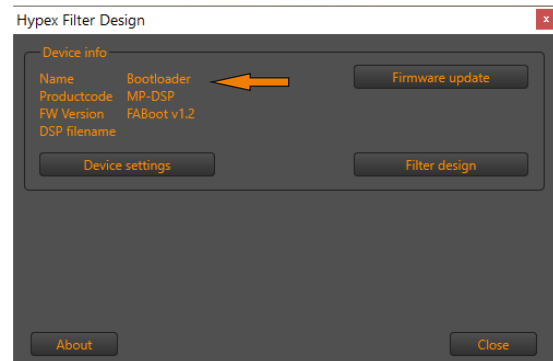 Hypex Filter Design
x
Device info
Name Bootloader
Firmware update
Productcode MP-DSP
FW Version FABoot v1.2
DSP filename
Device settings
Filter design
About
Close